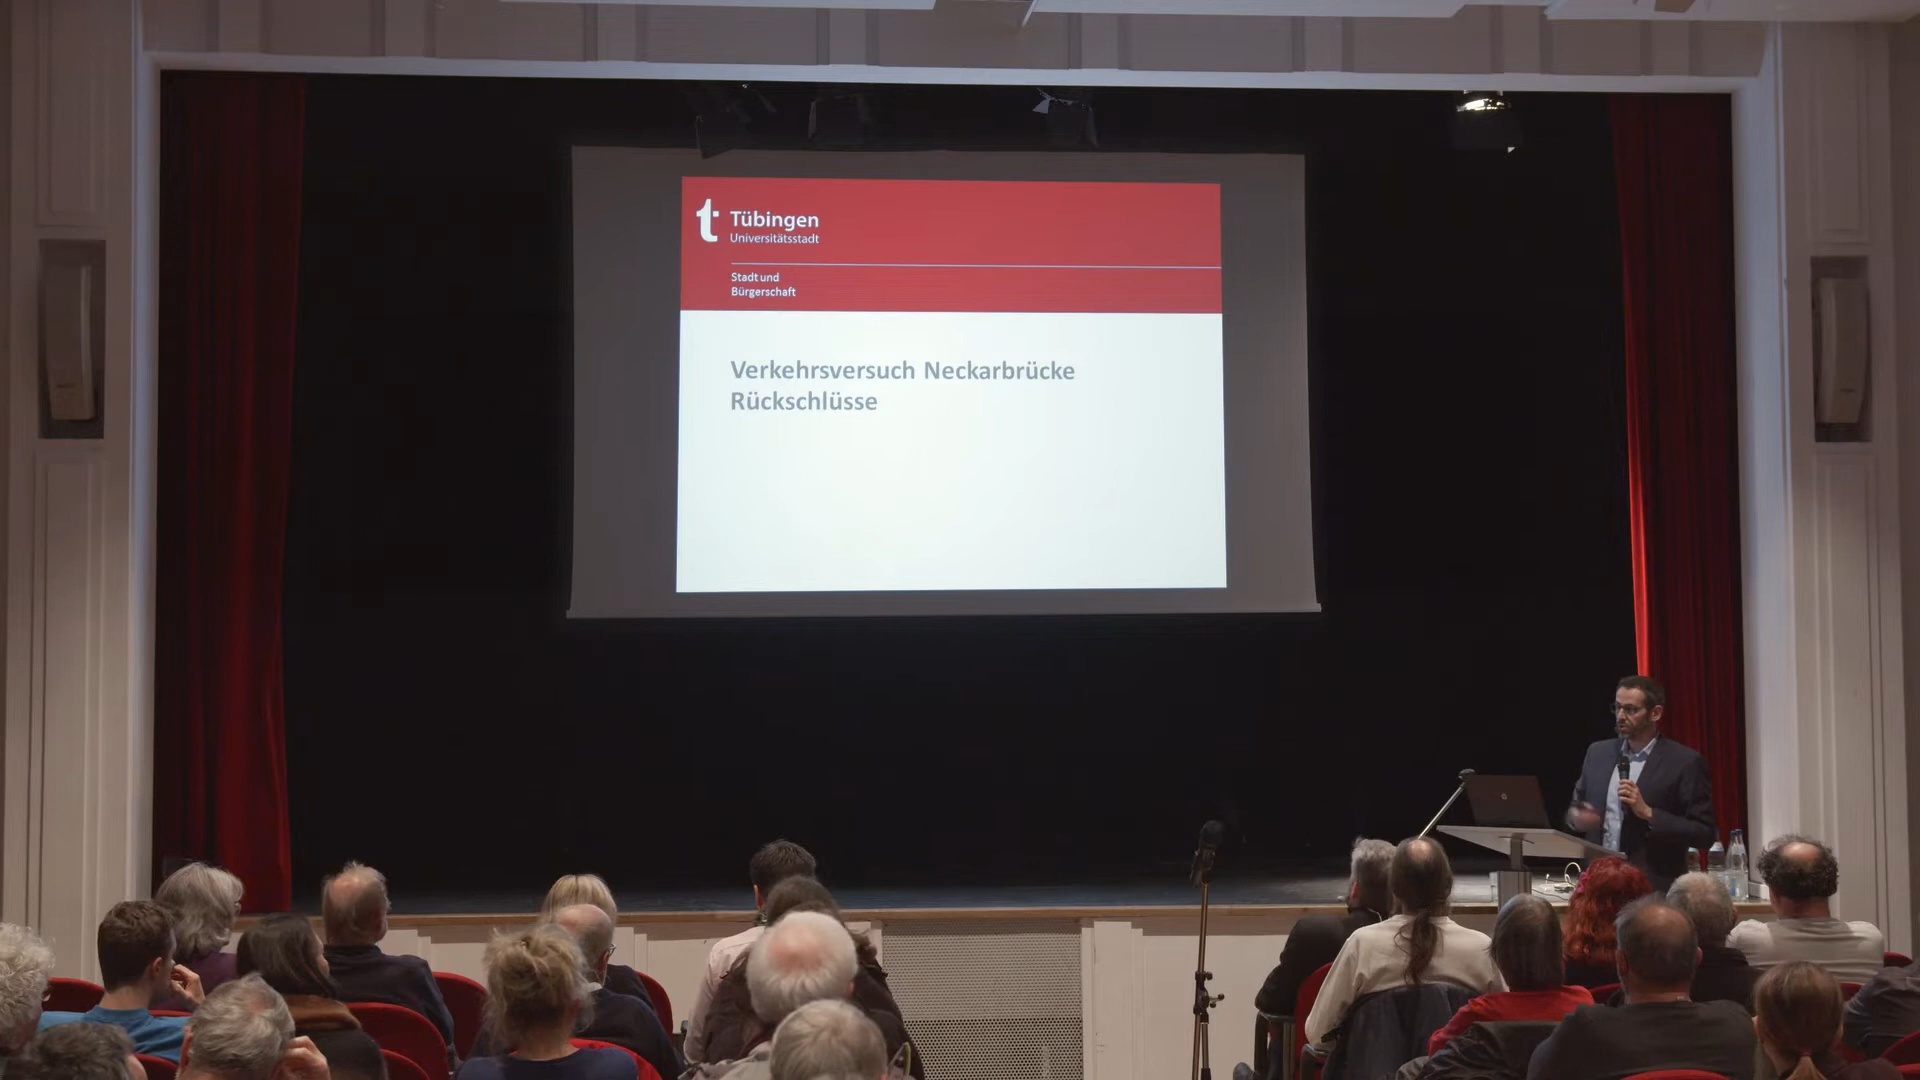 t Tübingen
Universitätsstadt
Stadt und
Bürgerschaft
Verkehrsversuch Neckarbrücke
Rückschlüsse